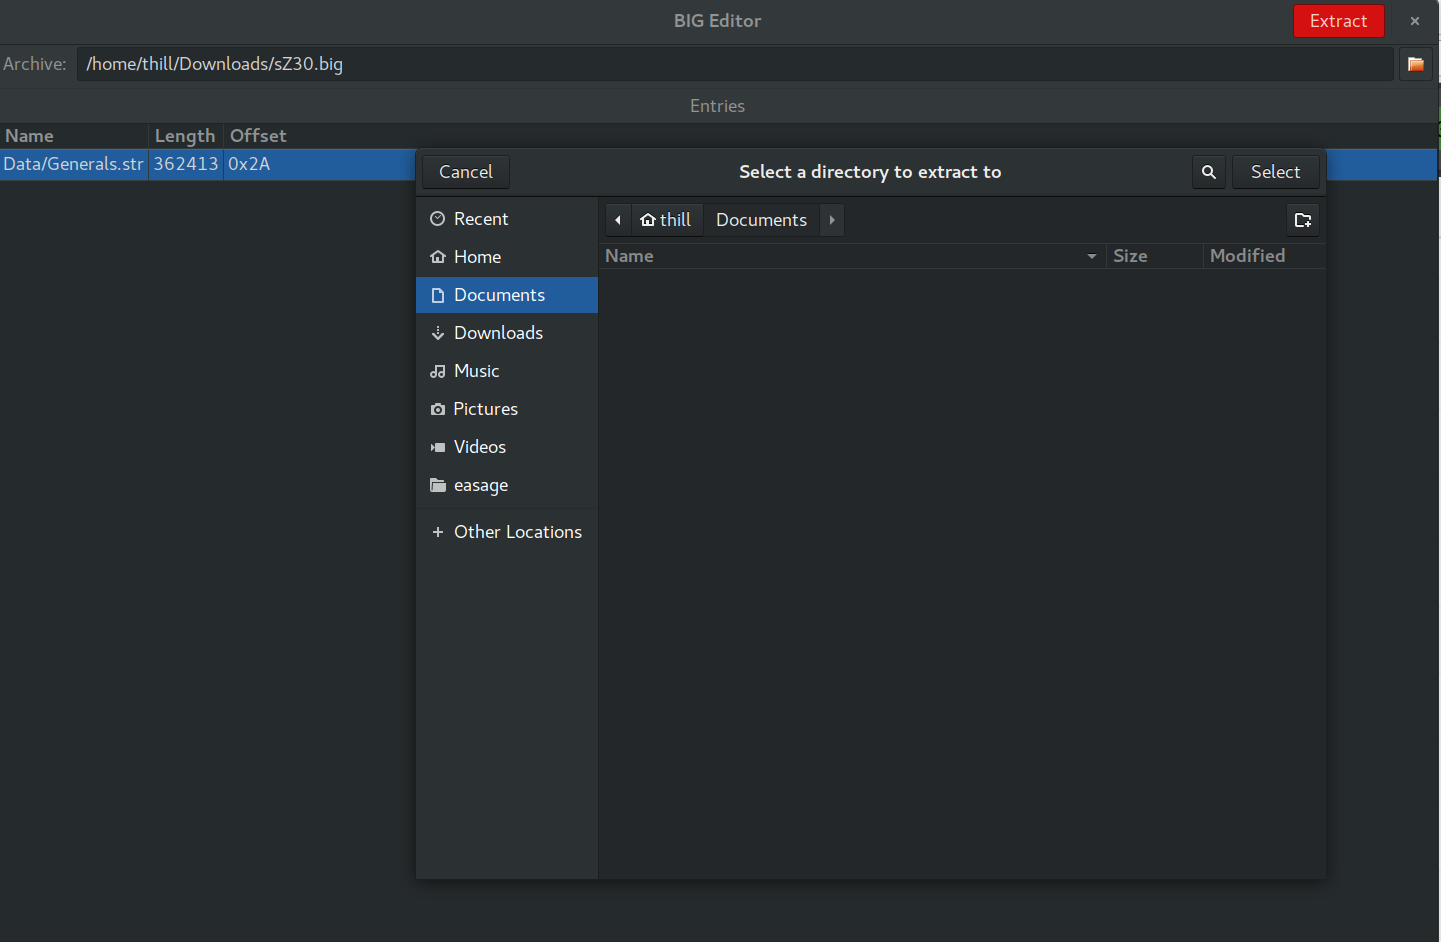 BIG Editor
Extract
Archive: /home/thill/Downloads/sZ30.big
Entries
Name Length Offset
Data/Generals.str 362413 0x2A
Cancel Select a directory to extract to Select
Recent
Home
Documents
Downloads
Music
Pictures
Videos
easage
Other Locations
thill Documents
Name Size Modified